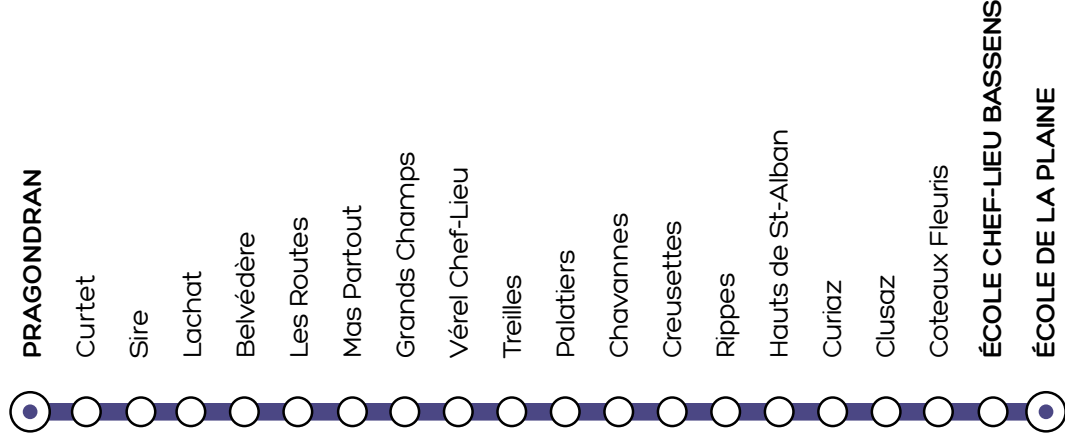 PRAGONDRAN
Curtet
Sire
Lachat
Belvédère
Les Routes
Mas Partout
Grands Champs
Vérel Chef-Lieu
Treilles
Palatiers
Chavannes
Creusettes
Rippes
Hauts de St-Alban
Curiaz
Clusaz
Coteaux Fleuris
ÉCOLE CHEF-LIEU BASSENS
ÉCOLE DE LA PLAINE